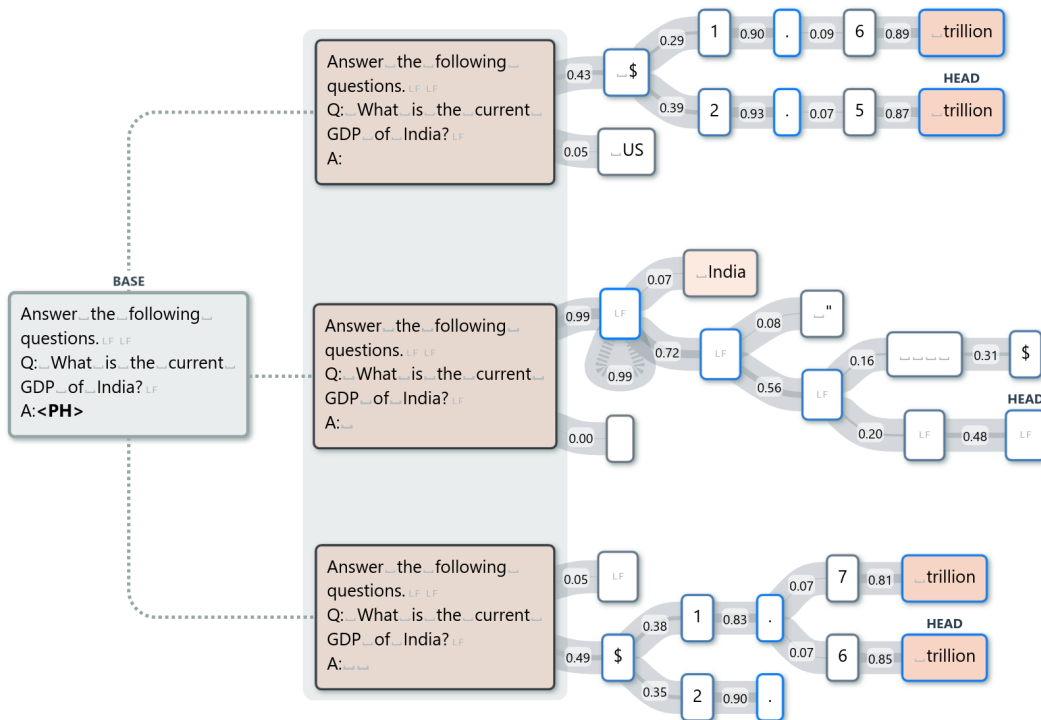 BASE
Answer␣the␣following␣
questions. LF LF
Q:␣What␣is␣the␣current␣
GDP␣of␣India? LF
A:<PH>
Answer␣the␣following␣
questions. LF LF
Q:␣What␣is␣the␣current␣
GDP␣of␣India? LF
A:
0.43
␣$
0.29
1
0.90
.
0.09
6
0.89
␣trillion
HEAD
0.39
2
0.93
.
0.07
5
0.87
␣trillion
0.05
␣US
Answer␣the␣following␣
questions. LF LF
Q:␣What␣is␣the␣current␣
GDP␣of␣India? LF
A:␣
0.99
LF
0.99
0.07
␣India
0.72
LF
0.08
␣"
0.56
LF
0.16
␣␣␣␣
0.31
$
HEAD
0.20
LF
0.48
LF
0.00
Answer␣the␣following␣
questions. LF LF
Q:␣What␣is␣the␣current␣
GDP␣of␣India? LF
A:␣␣
0.05
LF
0.49
$
0.38
1
0.83
.
0.07
7
0.81
␣trillion
HEAD
0.07
6
0.85
␣trillion
0.35
2
0.90
.